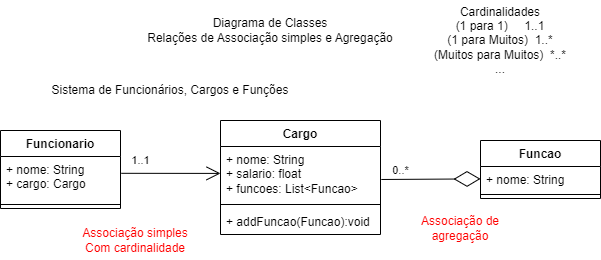 Diagrama de Classes
Relações de Associação simples e Agregação
Cardinalidades
(1 para 1) 1..1
(1 para Muitos) 1..*
(Muitos para Muitos) *..*
...
Sistema de Funcionários, Cargos e Funções
Funcionario
+ nome: String
+ cargo: Cargo
1..1
Cargo
+ nome: String
+ salario: float
+ funcoes: List<Funcao>
+ addFuncao(Funcao):void
0..*
Funcao
+ nome: String
Associação simples
Com cardinalidade
Associação de
agregação